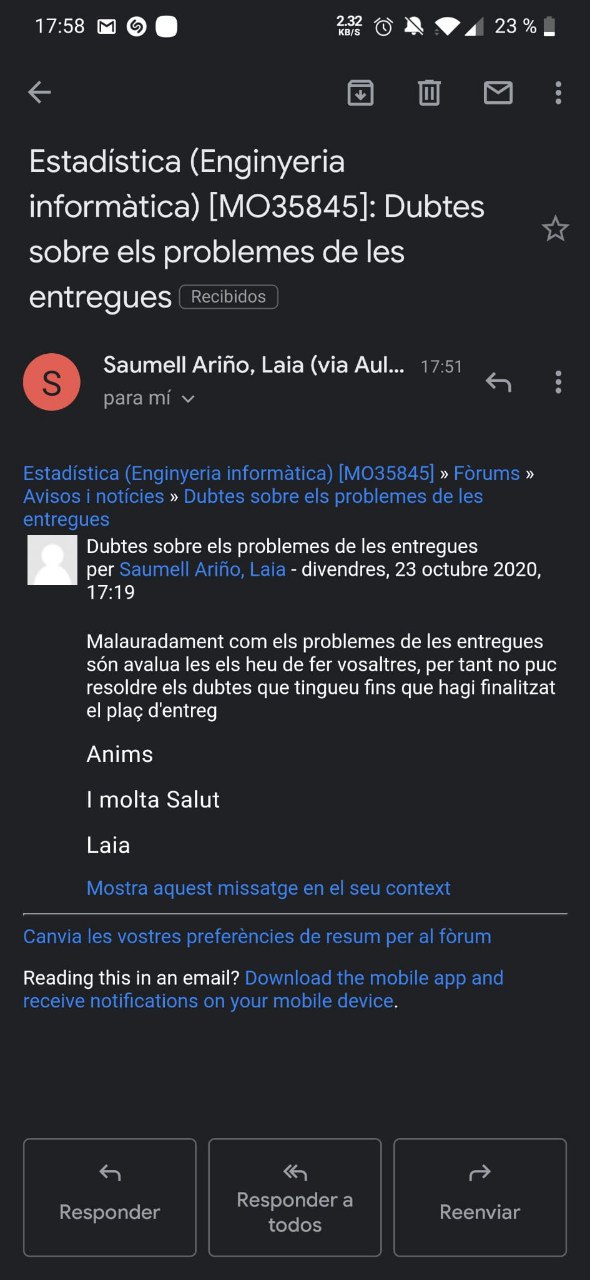 17:58
2.32
KB/S
23 %
Estadística (Enginyeria
informàtica) [MO35845]: Dubtes
sobre els problemes de les
entregues Recibidos
S
Saumell Ariño, Laia (via Aul... 17:51
para mí
Estadística (Enginyeria informàtica) [MO35845] » Fòrums »
Avisos i notícies » Dubtes sobre els problemes de les
entregues
Dubtes sobre els problemes de les entregues
per Saumell Ariño, Laia - divendres, 23 octubre 2020,
17:19
Malauradament com els problemes de les entregues
són avalua les els heu de fer vosaltres, per tant no puc
resoldre els dubtes que tingueu fins que hagi finalitzat
el plaç d'entreg
Anims
I molta Salut
Laia
Mostra aquest missatge en el seu context
Canvia les vostres preferències de resum per al fòrum
Reading this in an email? Download the mobile app and
receive notifications on your mobile device.
Responder
Responder a
todos
Reenviar